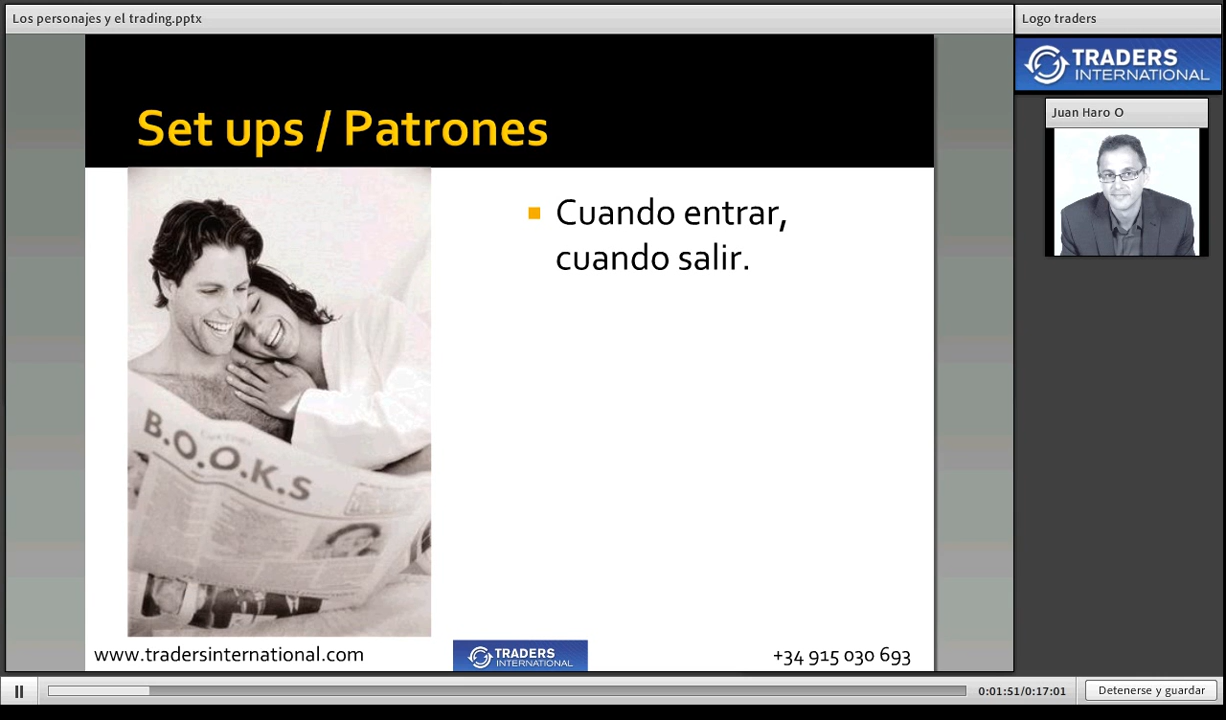 Los personajes y el trading.pptx
Logo traders
TRADERS
INTERNATIONAL
Juan Haro O
Set ups / Patrones
Cuando entrar,
cuando salir.
B.O.O.K.S
www.tradersinternational.com
TRADERS
INTERNATIONAL
+34 915 030 693
0:01:51/0:17:01
Detenerse y guardar